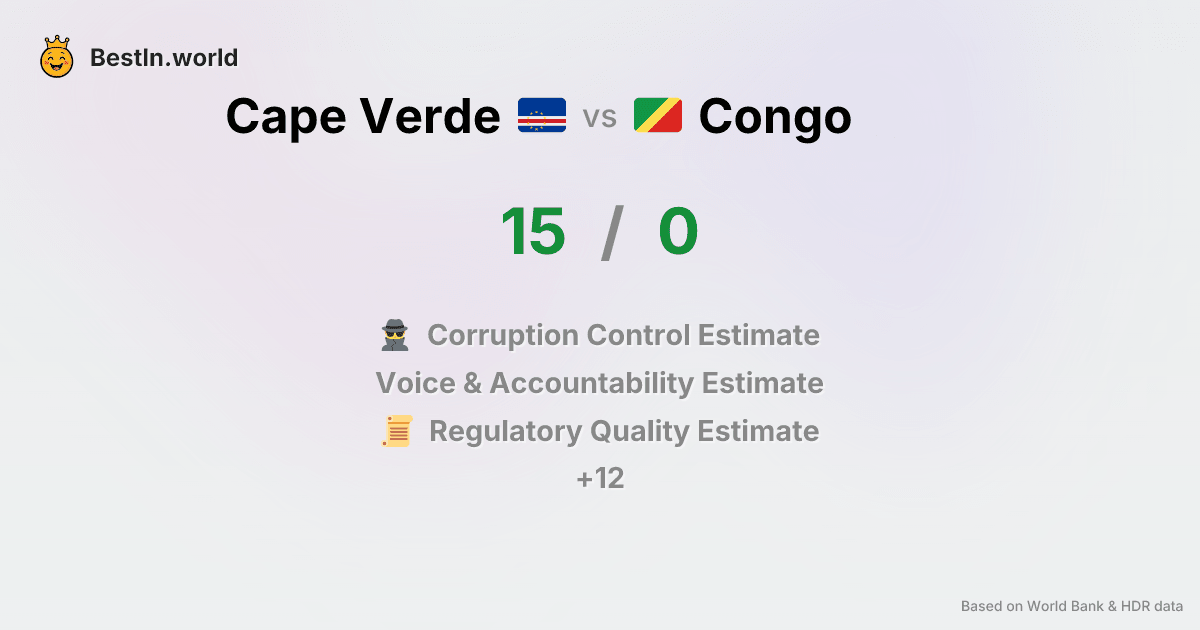 BestIn.world
Cape Verde vs Congo
15 / 0
Corruption Control Estimate
Voice & Accountability Estimate
Regulatory Quality Estimate
+12
Based on World Bank & HDR data